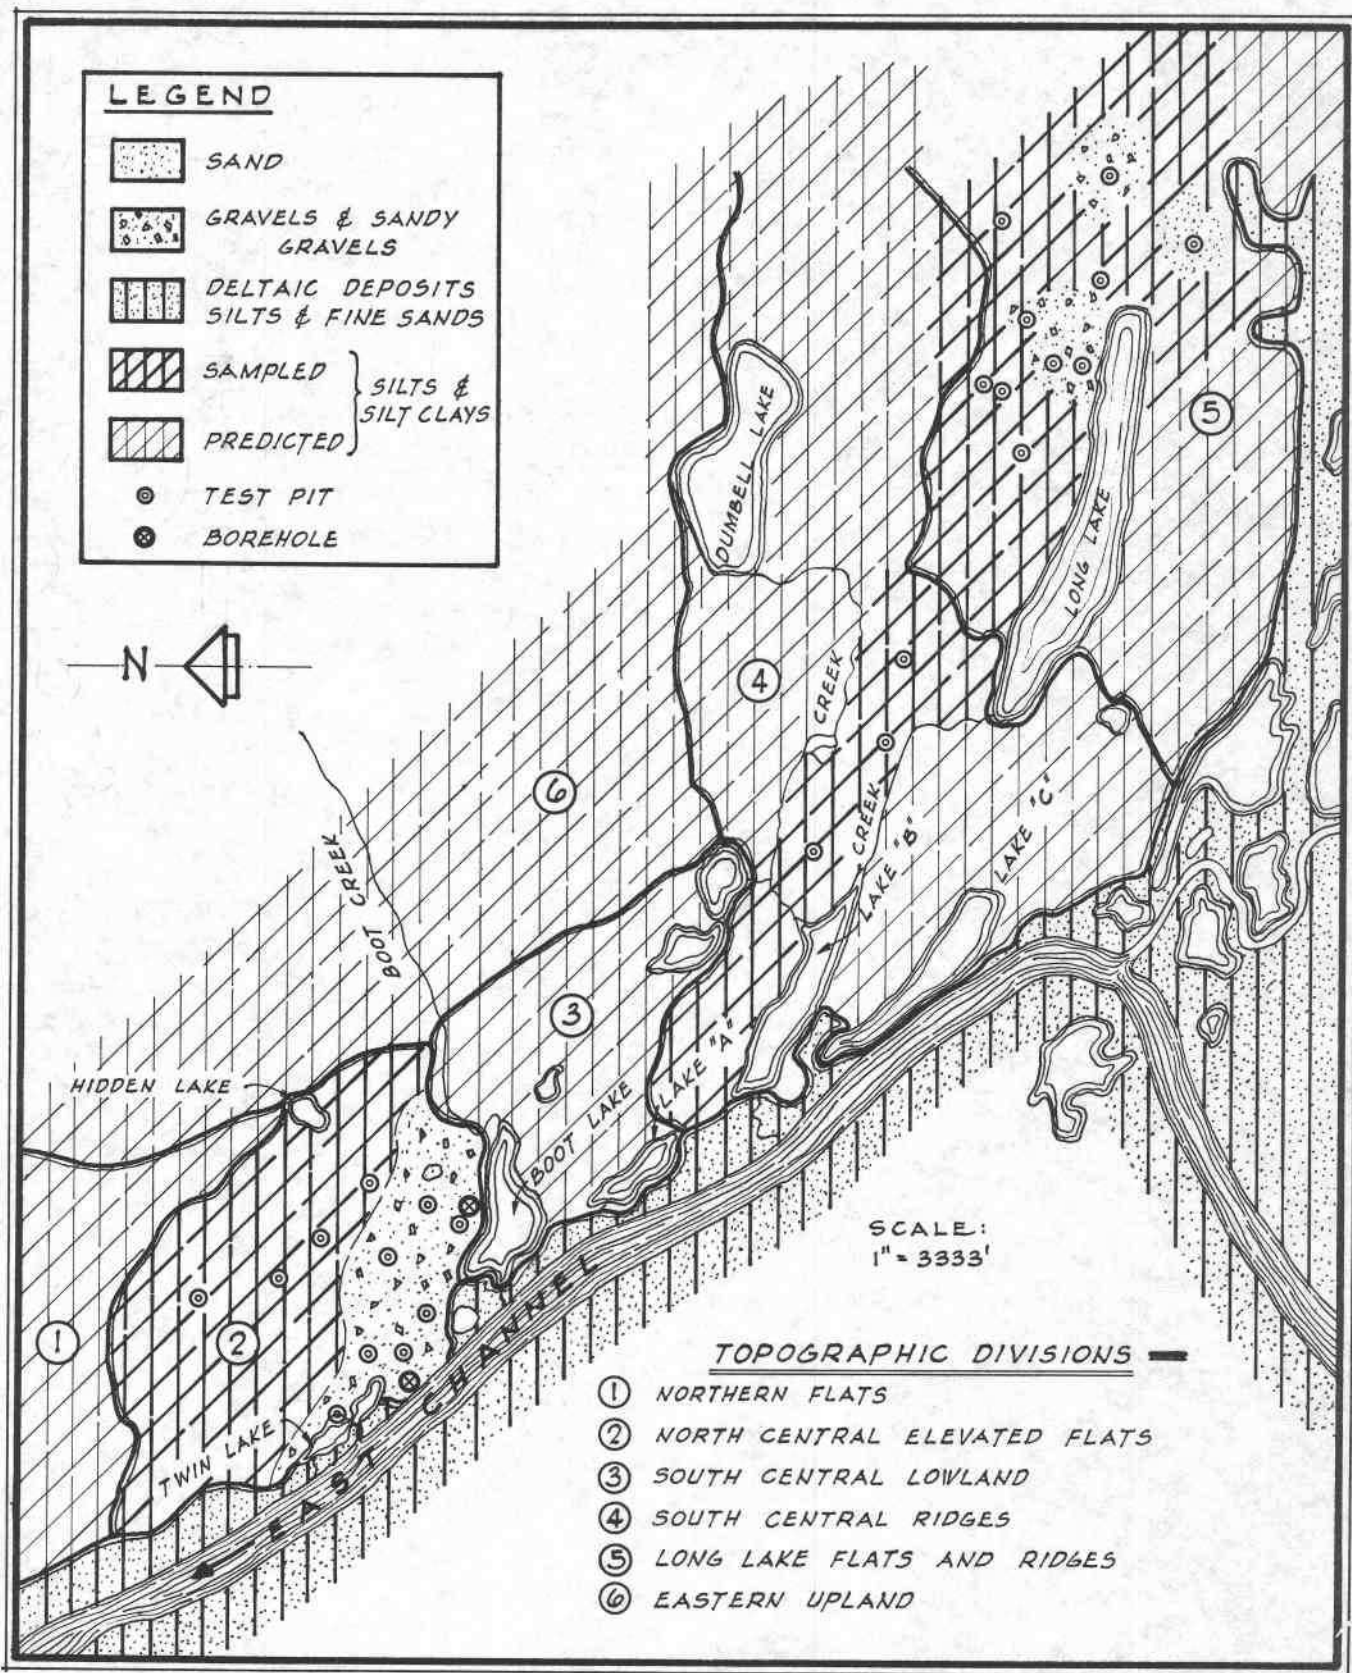 LEGEND
SAND
GRAVELS & SANDY
GRAVELS
DELTAIC DEPOSITS
SILTS & FINE SANDS
SAMPLED
SILTS &
SILT CLAYS
PREDICTED
TEST PIT
BOREHOLE
N
DUMBELL LAKE
5
LONG LAKE
4
CREEK
6
CREEK
LAKE "B"
LAKE "C"
BOOT CREEK
3
LAKE "A"
HIDDEN LAKE
BOOT LAKE
1
2
TWIN LAKE
EAST CHANNEL
SCALE:
1" = 3333'
TOPOGRAPHIC DIVISIONS
1 NORTHERN FLATS
2 NORTH CENTRAL ELEVATED FLATS
3 SOUTH CENTRAL LOWLAND
4 SOUTH CENTRAL RIDGES
5 LONG LAKE FLATS AND RIDGES
6 EASTERN UPLAND